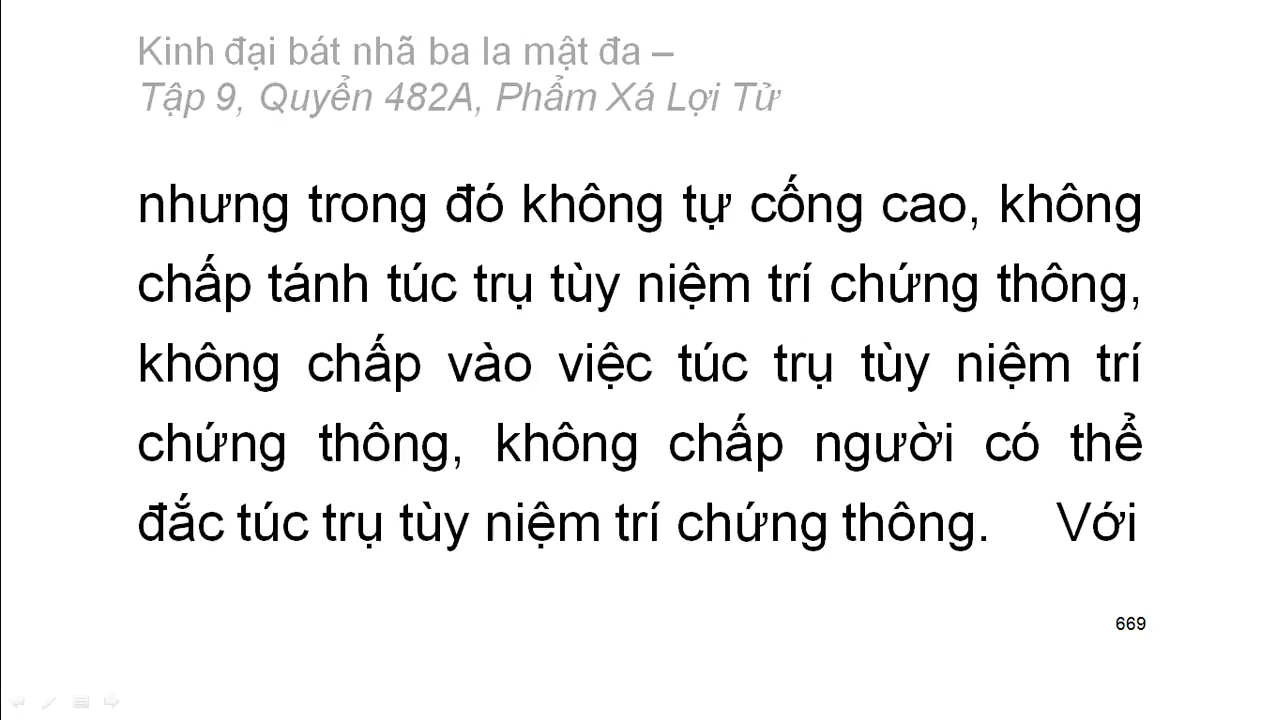 Kinh đại bát nhã ba la mật đa –
Tập 9, Quyển 482A, Phẩm Xá Lợi Tử
nhưng trong đó không tự cống cao, không
chấp tánh túc trụ tùy niệm trí chứng thông,
không chấp vào việc túc trụ tùy niệm trí
chứng thông, không chấp người có thể
đắc túc trụ tùy niệm trí chứng thông. Với
669